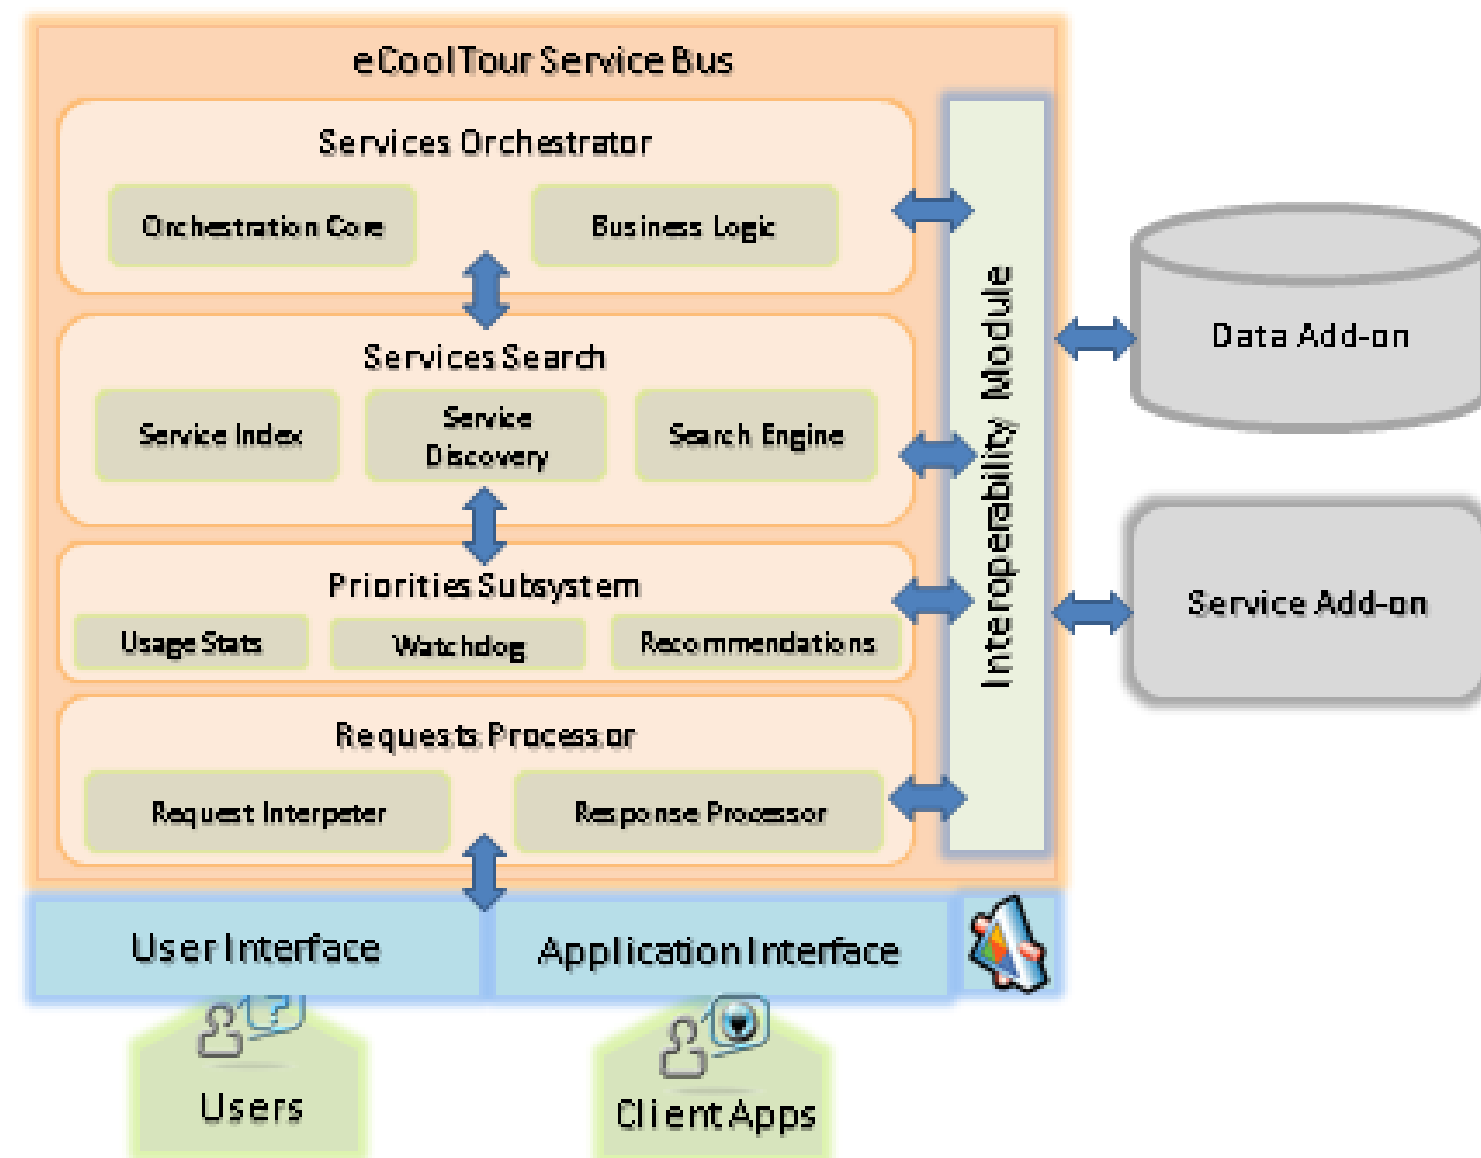 eCoolTour Service Bus
Services Orchestrator
Orchestration Core
Business Logic
Services Search
Service Index
Service
Discovery
Search Engine
Priorities Subsystem
Usage Stats
Watchdog
Recommendations
Requests Processor
Request Interpeter
Response Processor
Interoperability Module
Data Add-on
Service Add-on
User Interface
Application Interface
?
Users
Client Apps